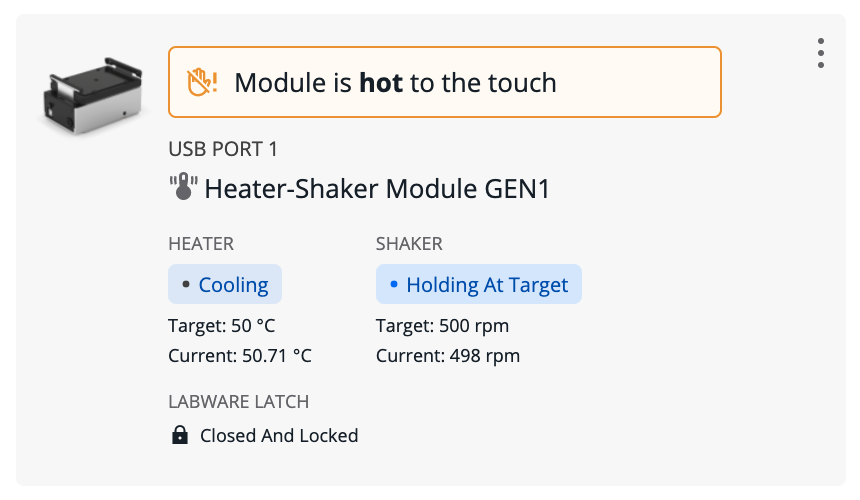 Module is hot to the touch
USB PORT 1
Heater-Shaker Module GEN1
HEATER
Cooling
Target: 50 °C
Current: 50.71 °C
SHAKER
Holding At Target
Target: 500 rpm
Current: 498 rpm
LABWARE LATCH
Closed And Locked